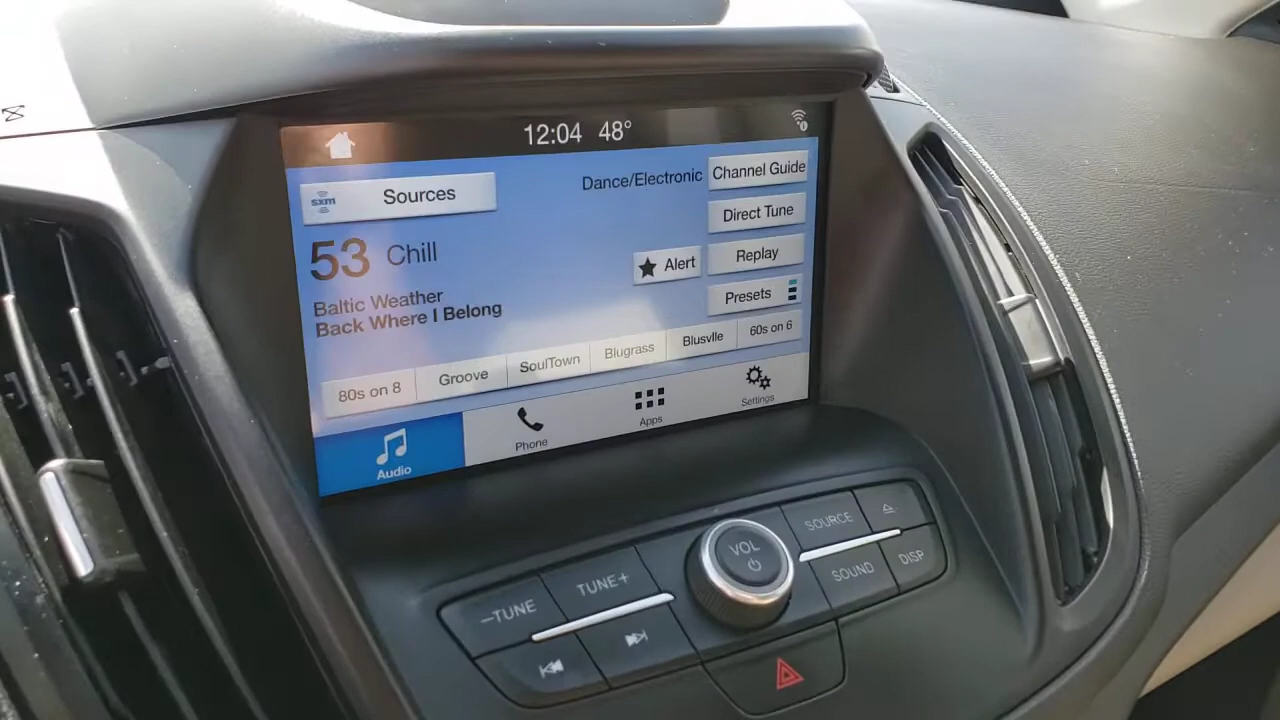 12:04 48°
sxm Sources
Dance/Electronic
Channel Guide
Direct Tune
53 Chill
Alert
Replay
Presets
Baltic Weather
Back Where I Belong
80s on 8
Groove
SoulTown
Blugrass
Blusvlle
60s on 6
Audio
Phone
Apps
Settings
–TUNE
TUNE+
VOL
SOURCE
SOUND
DISP